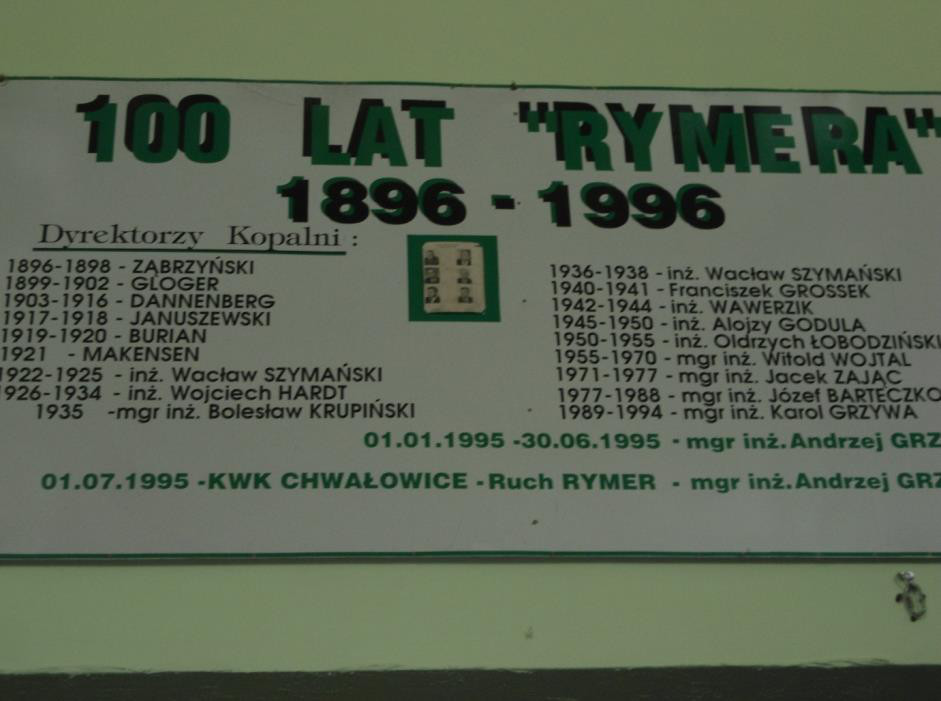 100 LAT "RYMERA"
1896 - 1996
Dyrektorzy Kopalni :
1896-1898 - ZĄBRZYŃSKI
1899-1902 - GLOGER
1903-1916 - DANNENBERG
1917-1918 - JANUSZEWSKI
1919-1920 - BURIAN
1921 - MAKENSEN
1922-1925 - inż. Wacław SZYMAŃSKI
1926-1934 - inż. Wojciech HARDT
1935 -mgr inż. Bolesław KRUPIŃSKI
1936-1938 - inż. Wacław SZYMAŃSKI
1940-1941 - Franciszek GROSSEK
1942-1944 - inż. WAWERZIK
1945-1950 - inż. Alojzy GODULA
1950-1955 - inż. Oldrzych ŁOBODZIŃSKI
1955-1970 - mgr inż. Witold WOJTAL
1971-1977 - mgr inż. Jacek ZAJĄC
1977-1988 - mgr inż. Józef BARTECZKO
1989-1994 - mgr inż. Karol GRZYWA
01.01.1995 -30.06.1995 - mgr inż. Andrzej GRZ
01.07.1995 -KWK CHWAŁOWICE -Ruch RYMER - mgr inż. Andrzej GRZ